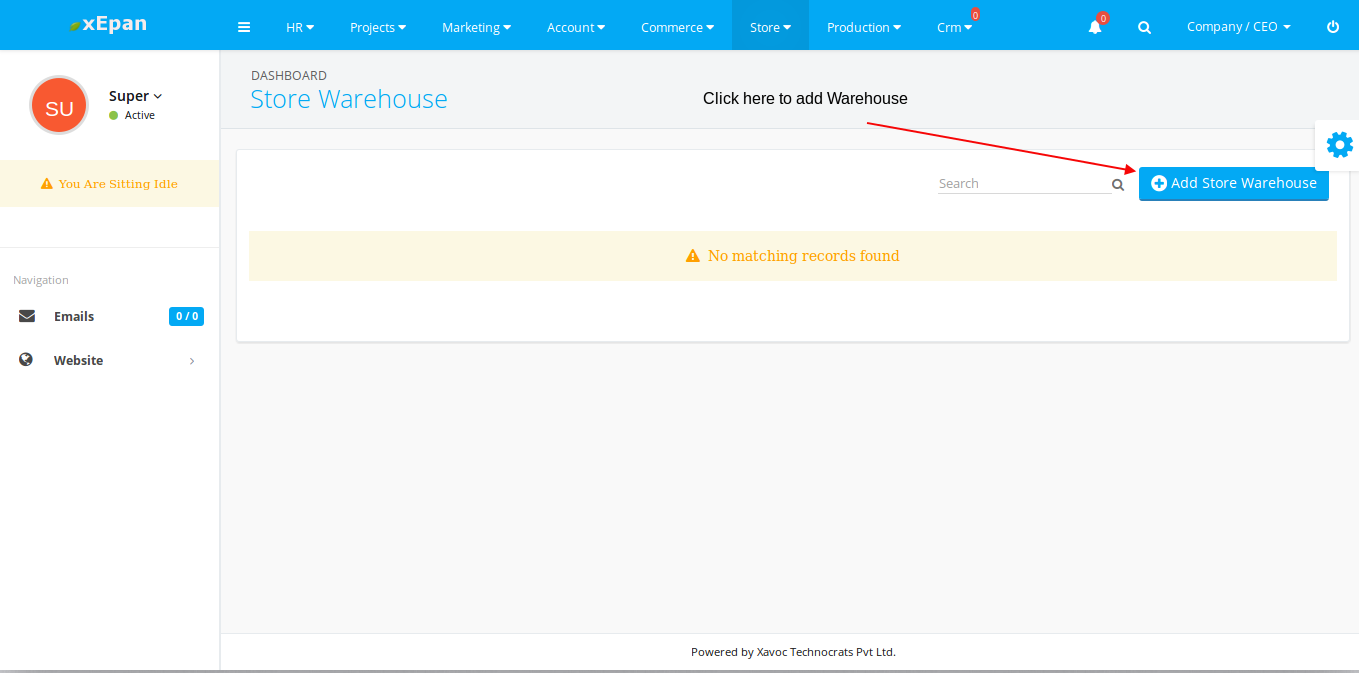 xEpan
HR
Projects
Marketing
Account
Commerce
Store
Production
Crm
0
0
Company / CEO
SU
Super
Active
You Are Sitting Idle
Navigation
Emails
0 / 0
Website
DASHBOARD
Store Warehouse
Click here to add Warehouse
Search
Add Store Warehouse
No matching records found
Powered by Xavoc Technocrats Pvt Ltd.